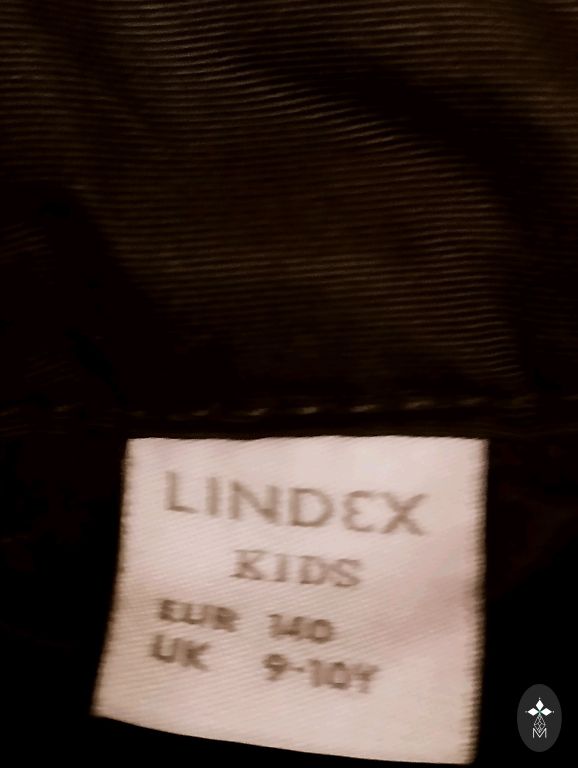 LINDEX
KIDS
EUR 140
UK 9-10Y
M